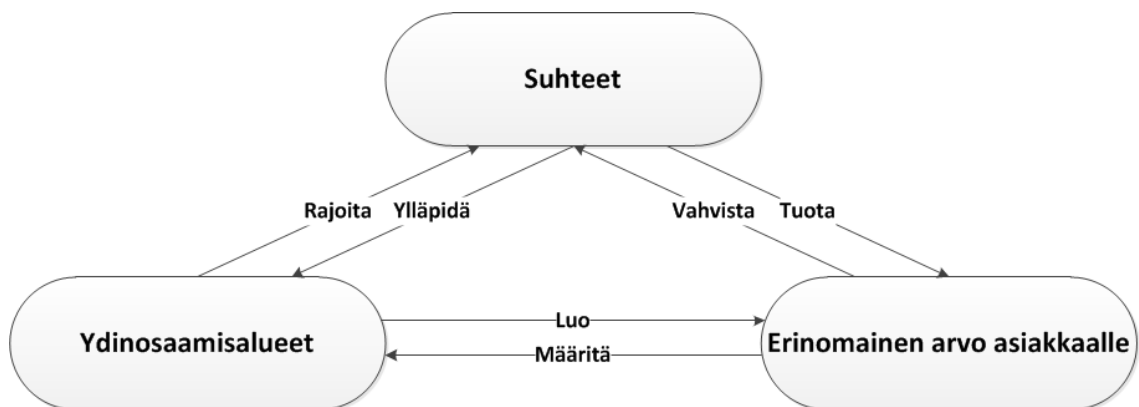 Suhteet
Rajoita
Ylläpidä
Vahvista
Tuota
Ydinosaamisalueet
Luo
Määritä
Erinomainen arvo asiakkaalle